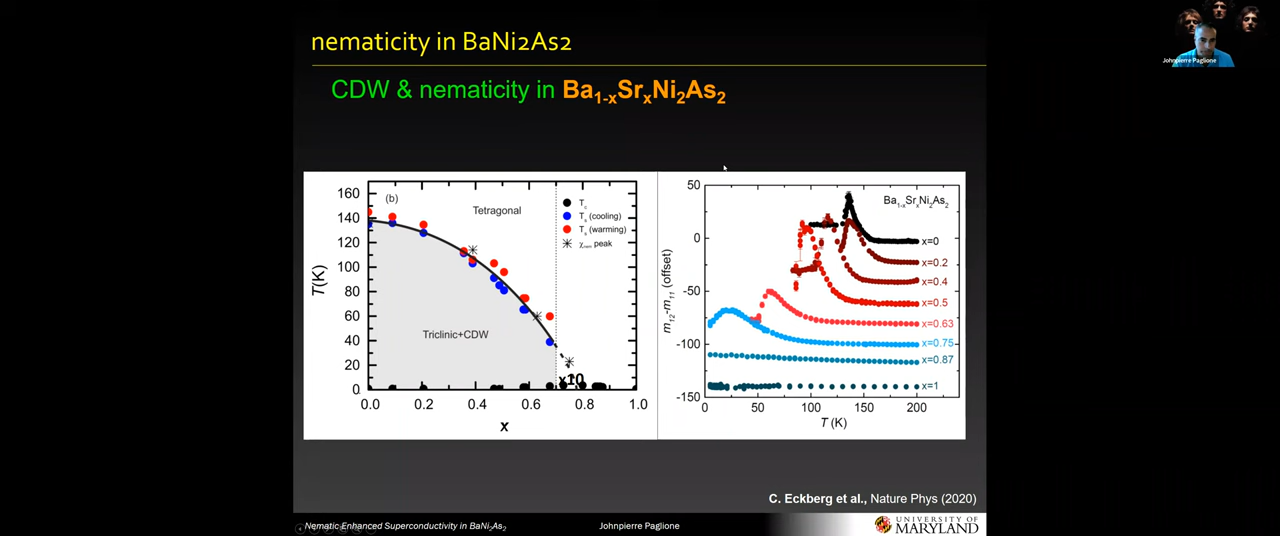 nematicity in BaNi2As2
CDW & nematicity in Ba1-xSrxNi2As2
Johnpierre Paglione
(b)
Tetragonal
Tc
Ts (cooling)
Ts (warming)
χnem peak
Triclinic+CDW
x10
T(K)
160
140
120
100
80
60
40
20
0
0.0 0.2 0.4 0.6 0.8 1.0
x
Ba1-xSrxNi2As2
x=0
x=0.2
x=0.4
x=0.5
x=0.63
x=0.75
x=0.87
x=1
m12-m11 (offset)
50
0
-50
-100
-150
0 50 100 150 200
T (K)
C. Eckberg et al., Nature Phys (2020)
Nematic Enhanced Superconductivity in BaNi2As2
Johnpierre Paglione
UNIVERSITY OF
MARYLAND